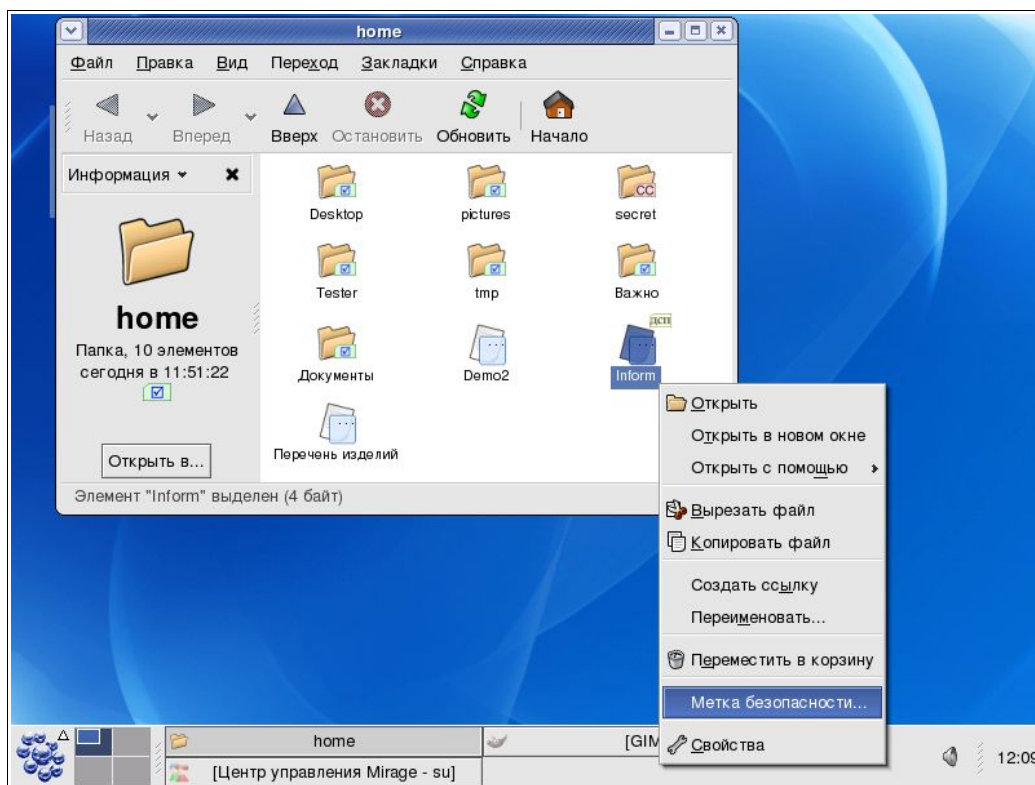 home
Файл Правка Вид Переход Закладки Справка
Назад Вперед Вверх Остановить Обновить Начало
Информация
home
Папка, 10 элементов
сегодня в 11:51:22
Открыть в...
Desktop pictures secret
СС
Tester tmp Важно
дсп
Документы Demo2 Inform
Перечень изделий
Элемент "Inform" выделен (4 байт)
Открыть
Открыть в новом окне
Открыть с помощью
Вырезать файл
Копировать файл
Создать ссылку
Переименовать...
Переместить в корзину
Метка безопасности...
Свойства
home [GIM
[Центр управления Mirage - su]
12:09